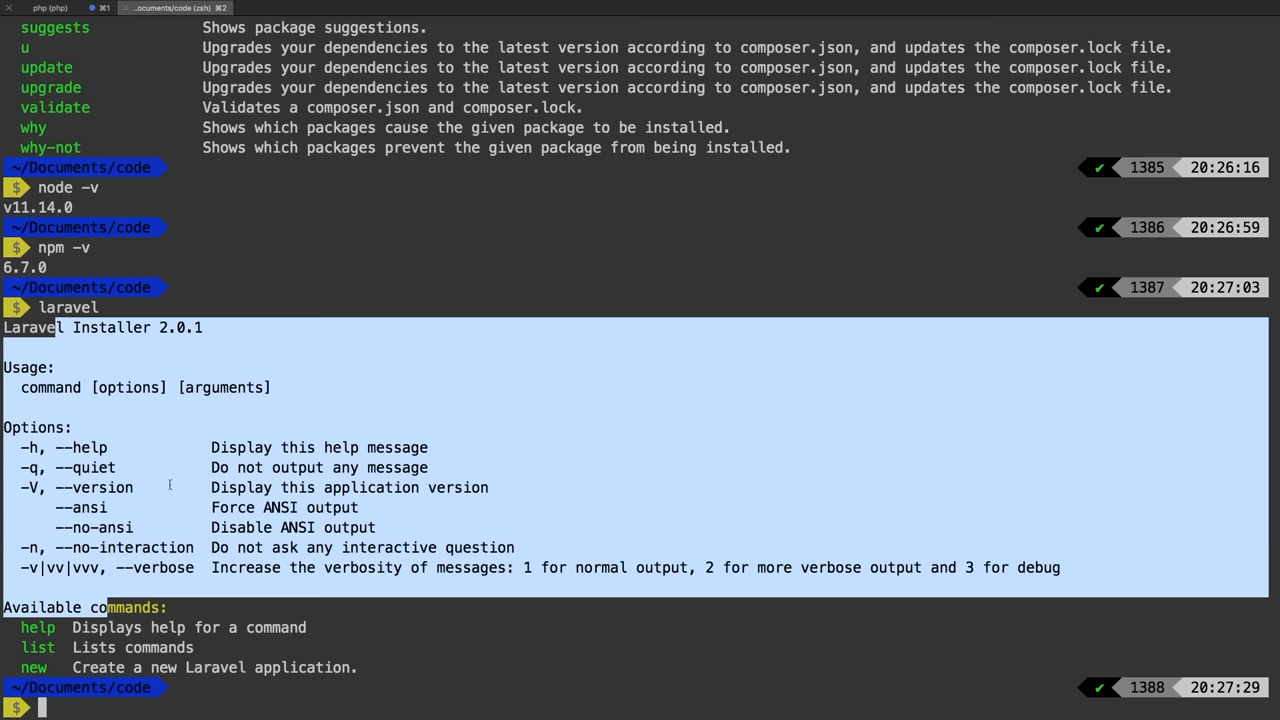 php (php) ⌘1 ..ocuments/code (zsh) ⌘2
suggests Shows package suggestions.
u Upgrades your dependencies to the latest version according to composer.json, and updates the composer.lock file.
update Upgrades your dependencies to the latest version according to composer.json, and updates the composer.lock file.
upgrade Upgrades your dependencies to the latest version according to composer.json, and updates the composer.lock file.
validate Validates a composer.json and composer.lock.
why Shows which packages cause the given package to be installed.
why-not Shows which packages prevent the given package from being installed.
~/Documents/code ✔ 1385 20:26:16
$ node -v
v11.14.0
~/Documents/code ✔ 1386 20:26:59
$ npm -v
6.7.0
~/Documents/code ✔ 1387 20:27:03
$ laravel
Laravel Installer 2.0.1
Usage:
command [options] [arguments]
Options:
-h, --help Display this help message
-q, --quiet Do not output any message
-V, --version Display this application version
--ansi Force ANSI output
--no-ansi Disable ANSI output
-n, --no-interaction Do not ask any interactive question
-v|vv|vvv, --verbose Increase the verbosity of messages: 1 for normal output, 2 for more verbose output and 3 for debug
Available commands:
help Displays help for a command
list Lists commands
new Create a new Laravel application.
~/Documents/code ✔ 1388 20:27:29
$